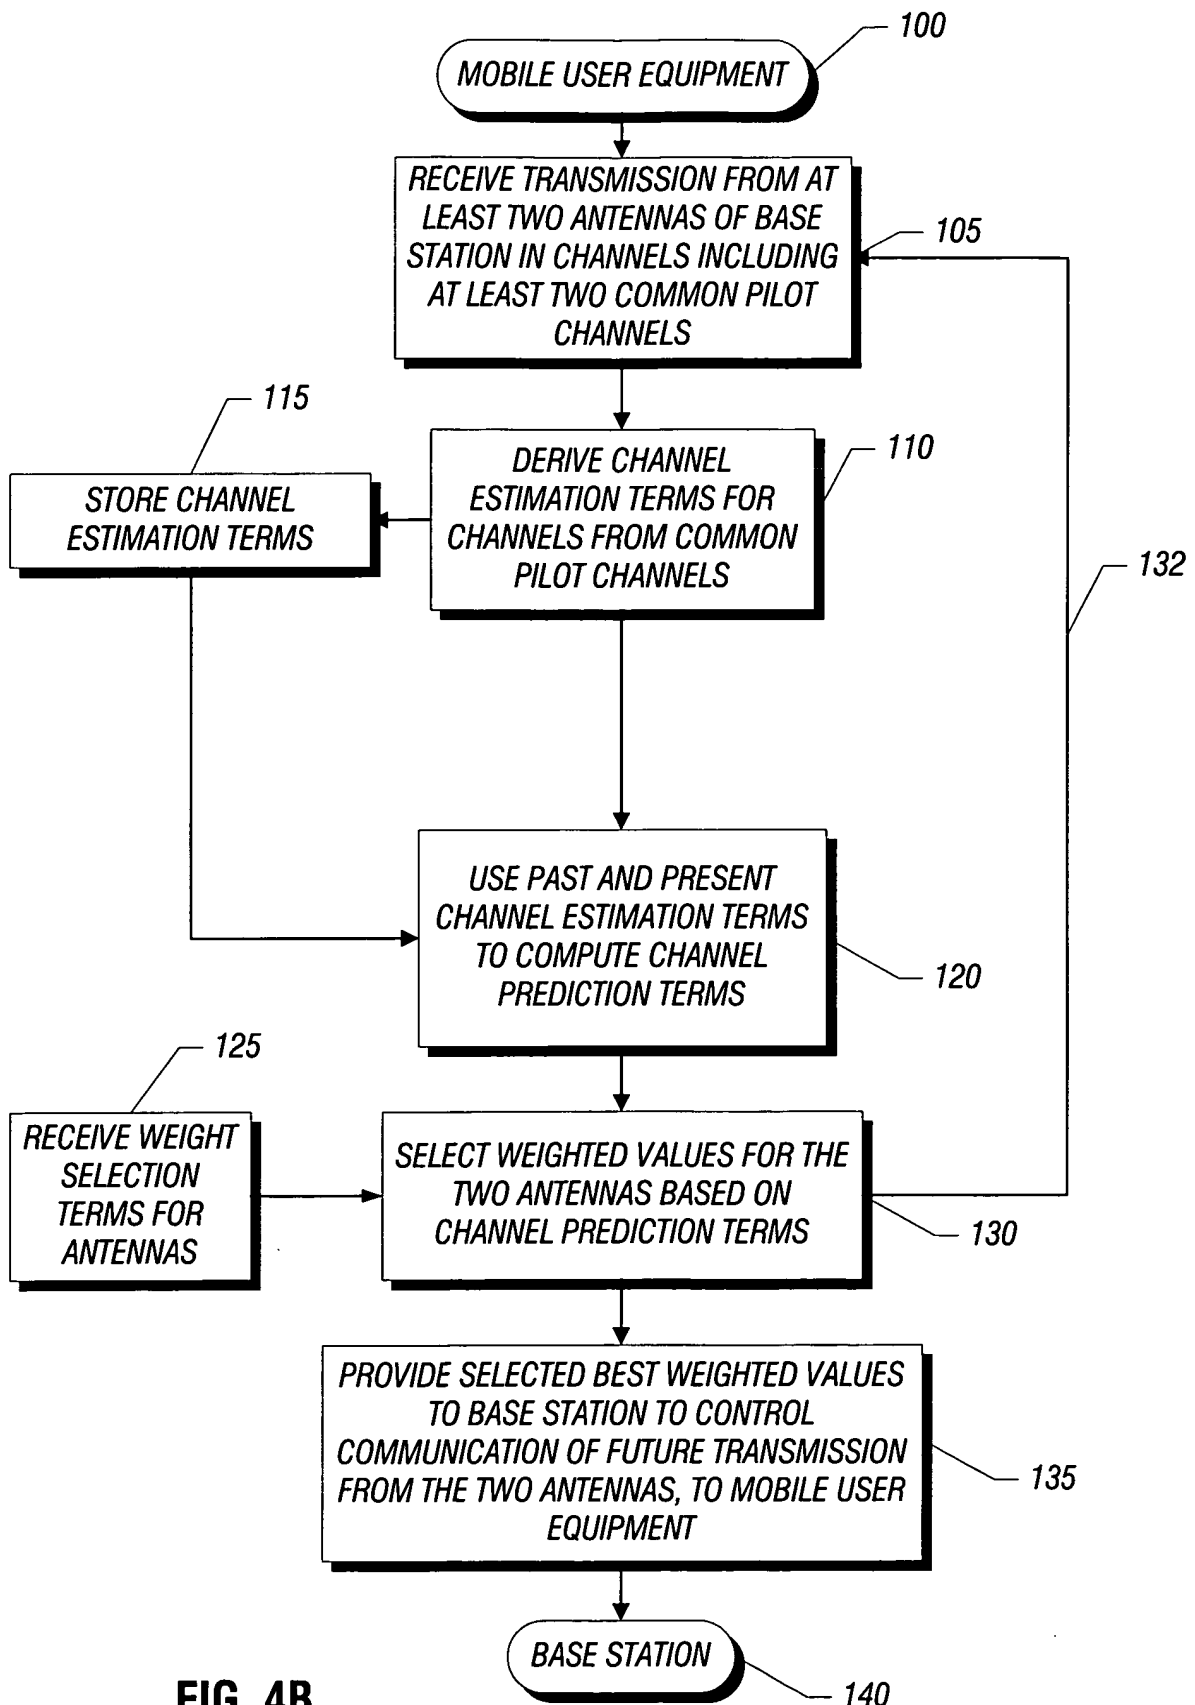 100
MOBILE USER EQUIPMENT
RECEIVE TRANSMISSION FROM AT
LEAST TWO ANTENNAS OF BASE
STATION IN CHANNELS INCLUDING
AT LEAST TWO COMMON PILOT
CHANNELS
105
115
STORE CHANNEL
ESTIMATION TERMS
110
DERIVE CHANNEL
ESTIMATION TERMS FOR
CHANNELS FROM COMMON
PILOT CHANNELS
132
USE PAST AND PRESENT
CHANNEL ESTIMATION TERMS
TO COMPUTE CHANNEL
PREDICTION TERMS
120
125
RECEIVE WEIGHT
SELECTION
TERMS FOR
ANTENNAS
SELECT WEIGHTED VALUES FOR THE
TWO ANTENNAS BASED ON
CHANNEL PREDICTION TERMS
130
PROVIDE SELECTED BEST WEIGHTED VALUES
TO BASE STATION TO CONTROL
COMMUNICATION OF FUTURE TRANSMISSION
FROM THE TWO ANTENNAS, TO MOBILE USER
EQUIPMENT
135
BASE STATION
140
FIG. 4B